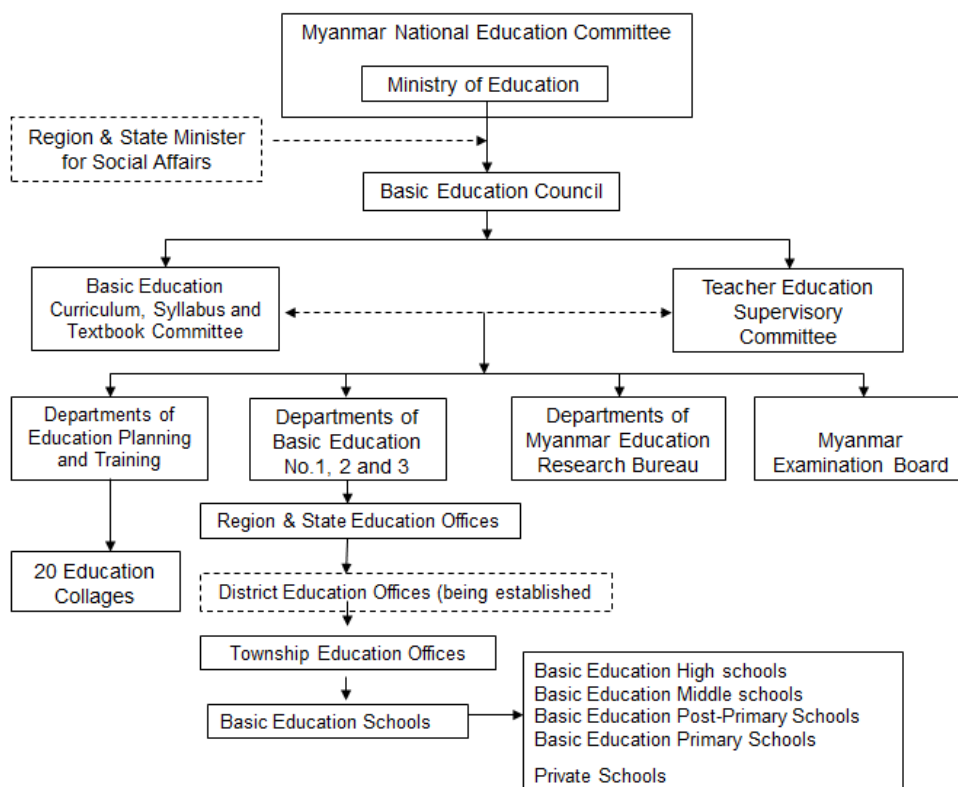 Myanmar National Education Committee
Ministry of Education
Region & State Minister
for Social Affairs
Basic Education Council
Basic Education
Curriculum, Syllabus and
Textbook Committee
Teacher Education
Supervisory
Committee
Departments of
Education Planning
and Training
Departments of
Basic Education
No.1, 2 and 3
Departments of
Myanmar Education
Research Bureau
Myanmar
Examination Board
Region & State Education Offices
20 Education
Collages
District Education Offices (being established
Township Education Offices
Basic Education Schools
Basic Education High schools
Basic Education Middle schools
Basic Education Post-Primary Schools
Basic Education Primary Schools
Private Schools